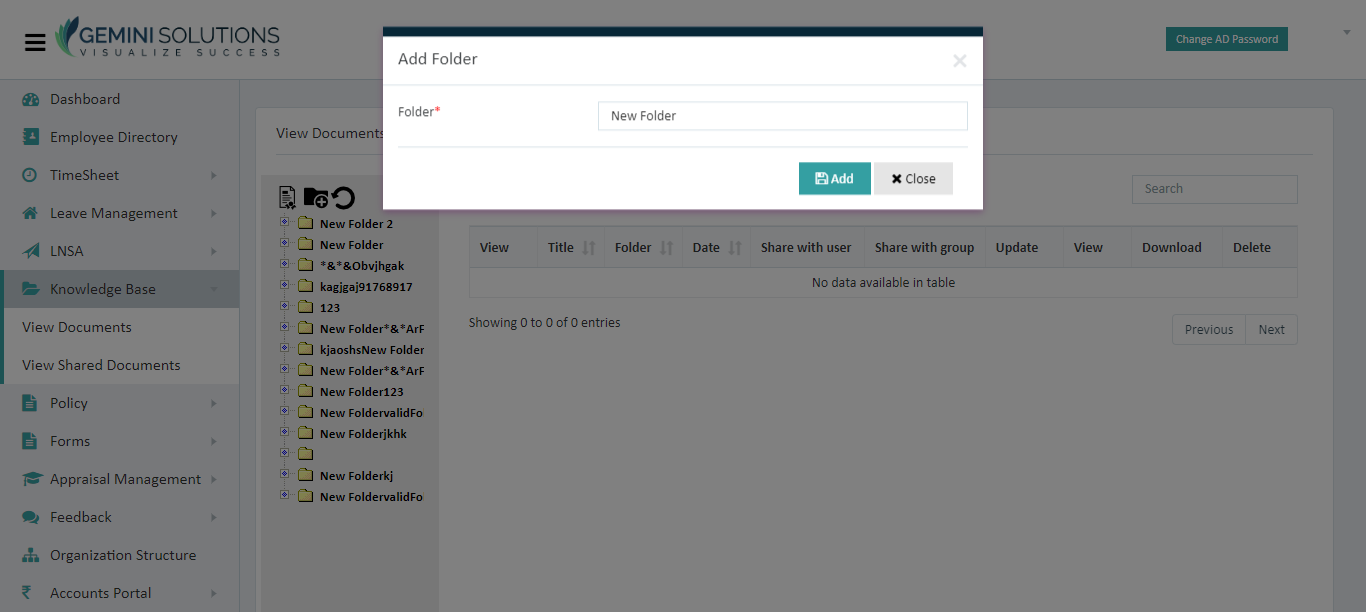 GEMINI SOLUTIONS
VISUALIZE SUCCESS
Change AD Password
Add Folder
Folder*
New Folder
Add
Close
Dashboard
Employee Directory
TimeSheet
Leave Management
LNSA
Knowledge Base
View Documents
View Shared Documents
Policy
Forms
Appraisal Management
Feedback
Organization Structure
Accounts Portal
View Documents
New Folder 2
New Folder
*&*&Obvjhgak
kagjgaj91768917
123
New Folder*&*ArF
kjaoshsNew Folder
New Folder*&*ArF
New Folder123
New FoldervalidFo
New Folderjkhk
New Folderkj
New FoldervalidFo
Search
View Title Folder Date Share with user Share with group Update View Download Delete
No data available in table
Showing 0 to 0 of 0 entries
Previous Next